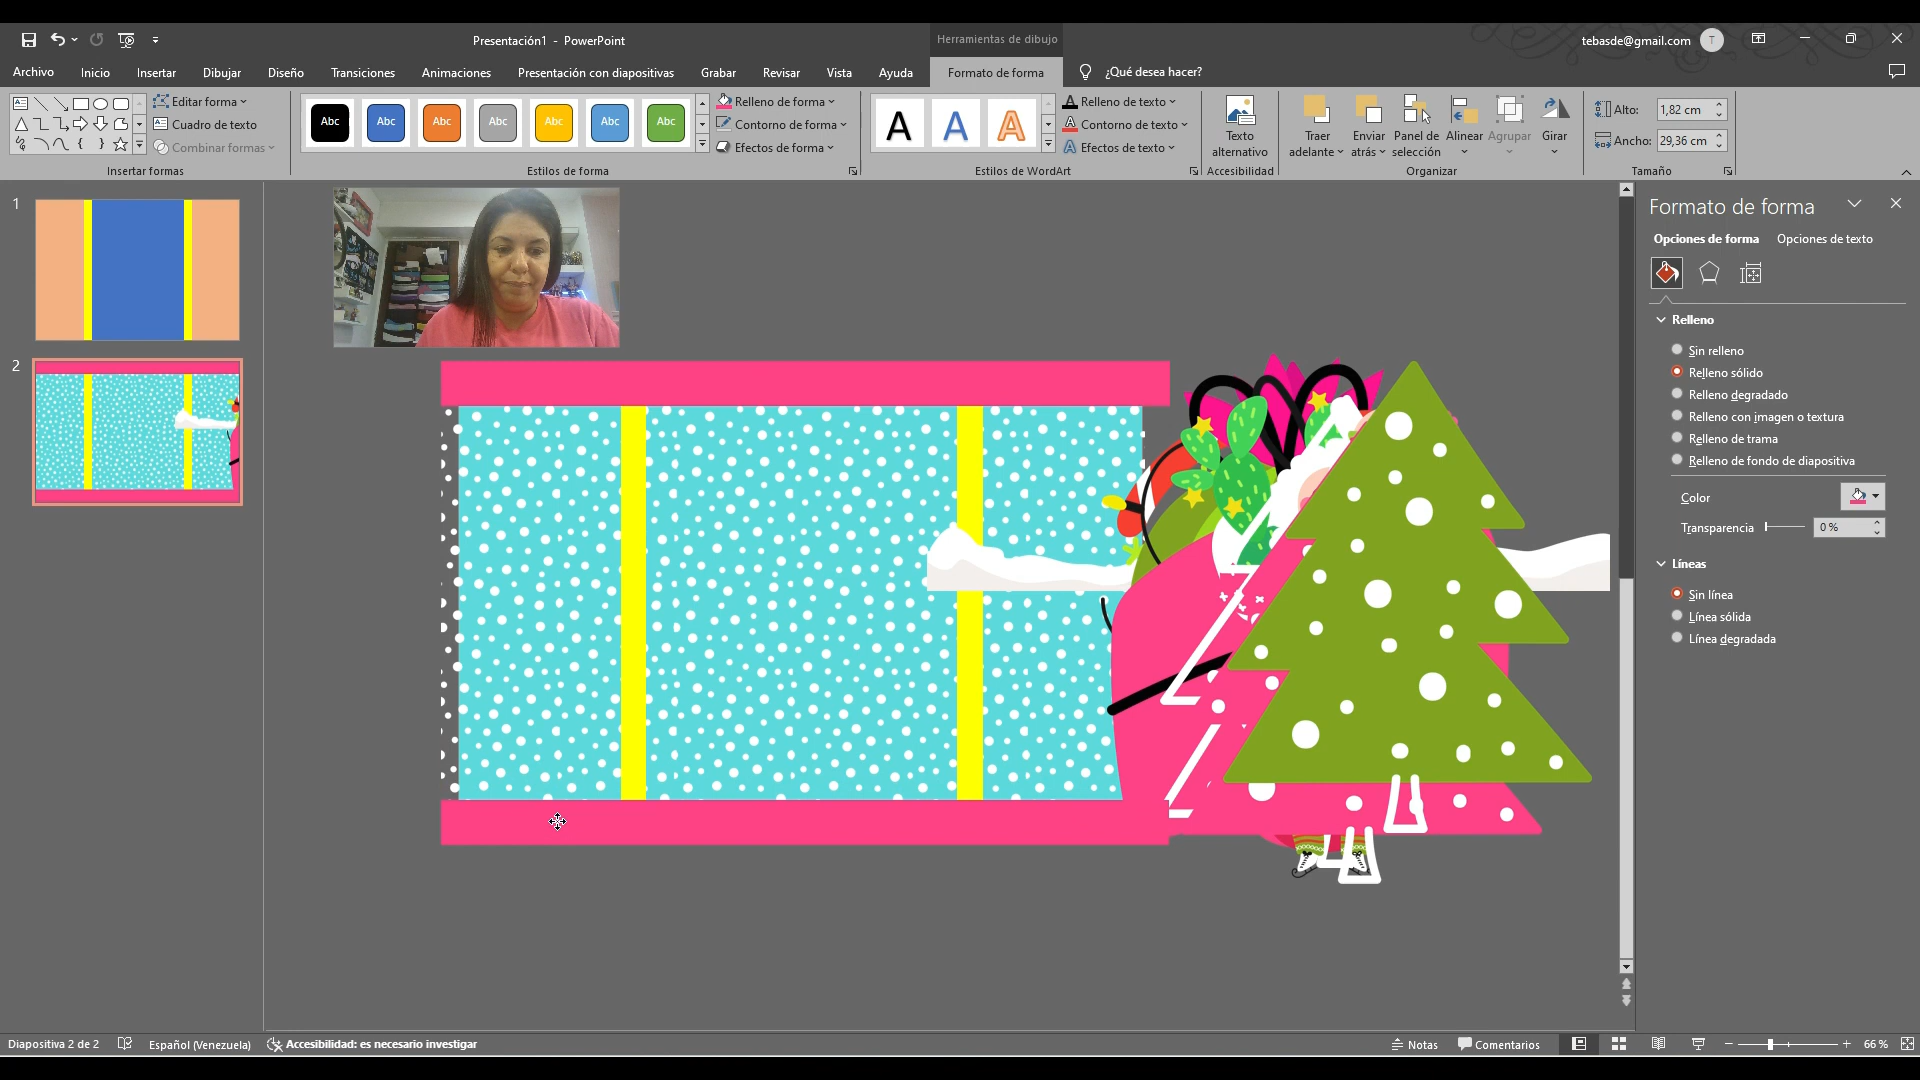 Presentación1 - PowerPoint
Herramientas de dibujo
tebasde@gmail.com
T
Archivo
Inicio
Insertar
Dibujar
Diseño
Transiciones
Animaciones
Presentación con diapositivas
Grabar
Revisar
Vista
Ayuda
Formato de forma
¿Qué desea hacer?
Editar forma
Cuadro de texto
Combinar formas
Insertar formas
Abc
Abc
Abc
Abc
Abc
Abc
Abc
Relleno de forma
Contorno de forma
Efectos de forma
Estilos de forma
A
A
A
Relleno de texto
Contorno de texto
Efectos de texto
Estilos de WordArt
Texto
alternativo
Accesibilidad
Traer
adelante
Enviar
atrás
Panel de
selección
Alinear
Agrupar
Girar
Organizar
Alto:
1,82 cm
Ancho:
29,36 cm
Tamaño
1
2
Formato de forma
Opciones de forma
Opciones de texto
Relleno
Sin relleno
Relleno sólido
Relleno degradado
Relleno con imagen o textura
Relleno de trama
Relleno de fondo de diapositiva
Color
Transparencia
0 %
Líneas
Sin línea
Línea sólida
Línea degradada
Diapositiva 2 de 2
Español (Venezuela)
Accesibilidad: es necesario investigar
Notas
Comentarios
66 %